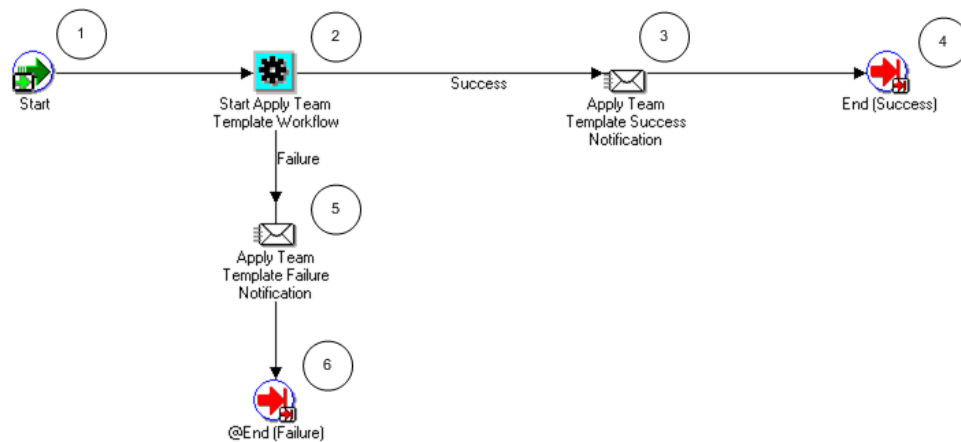 1
2
3
4
Start
Start Apply Team
Template Workflow
Success
Apply Team
Template Success
Notification
End (Success)
Failure
5
Apply Team
Template Failure
Notification
6
@End (Failure)